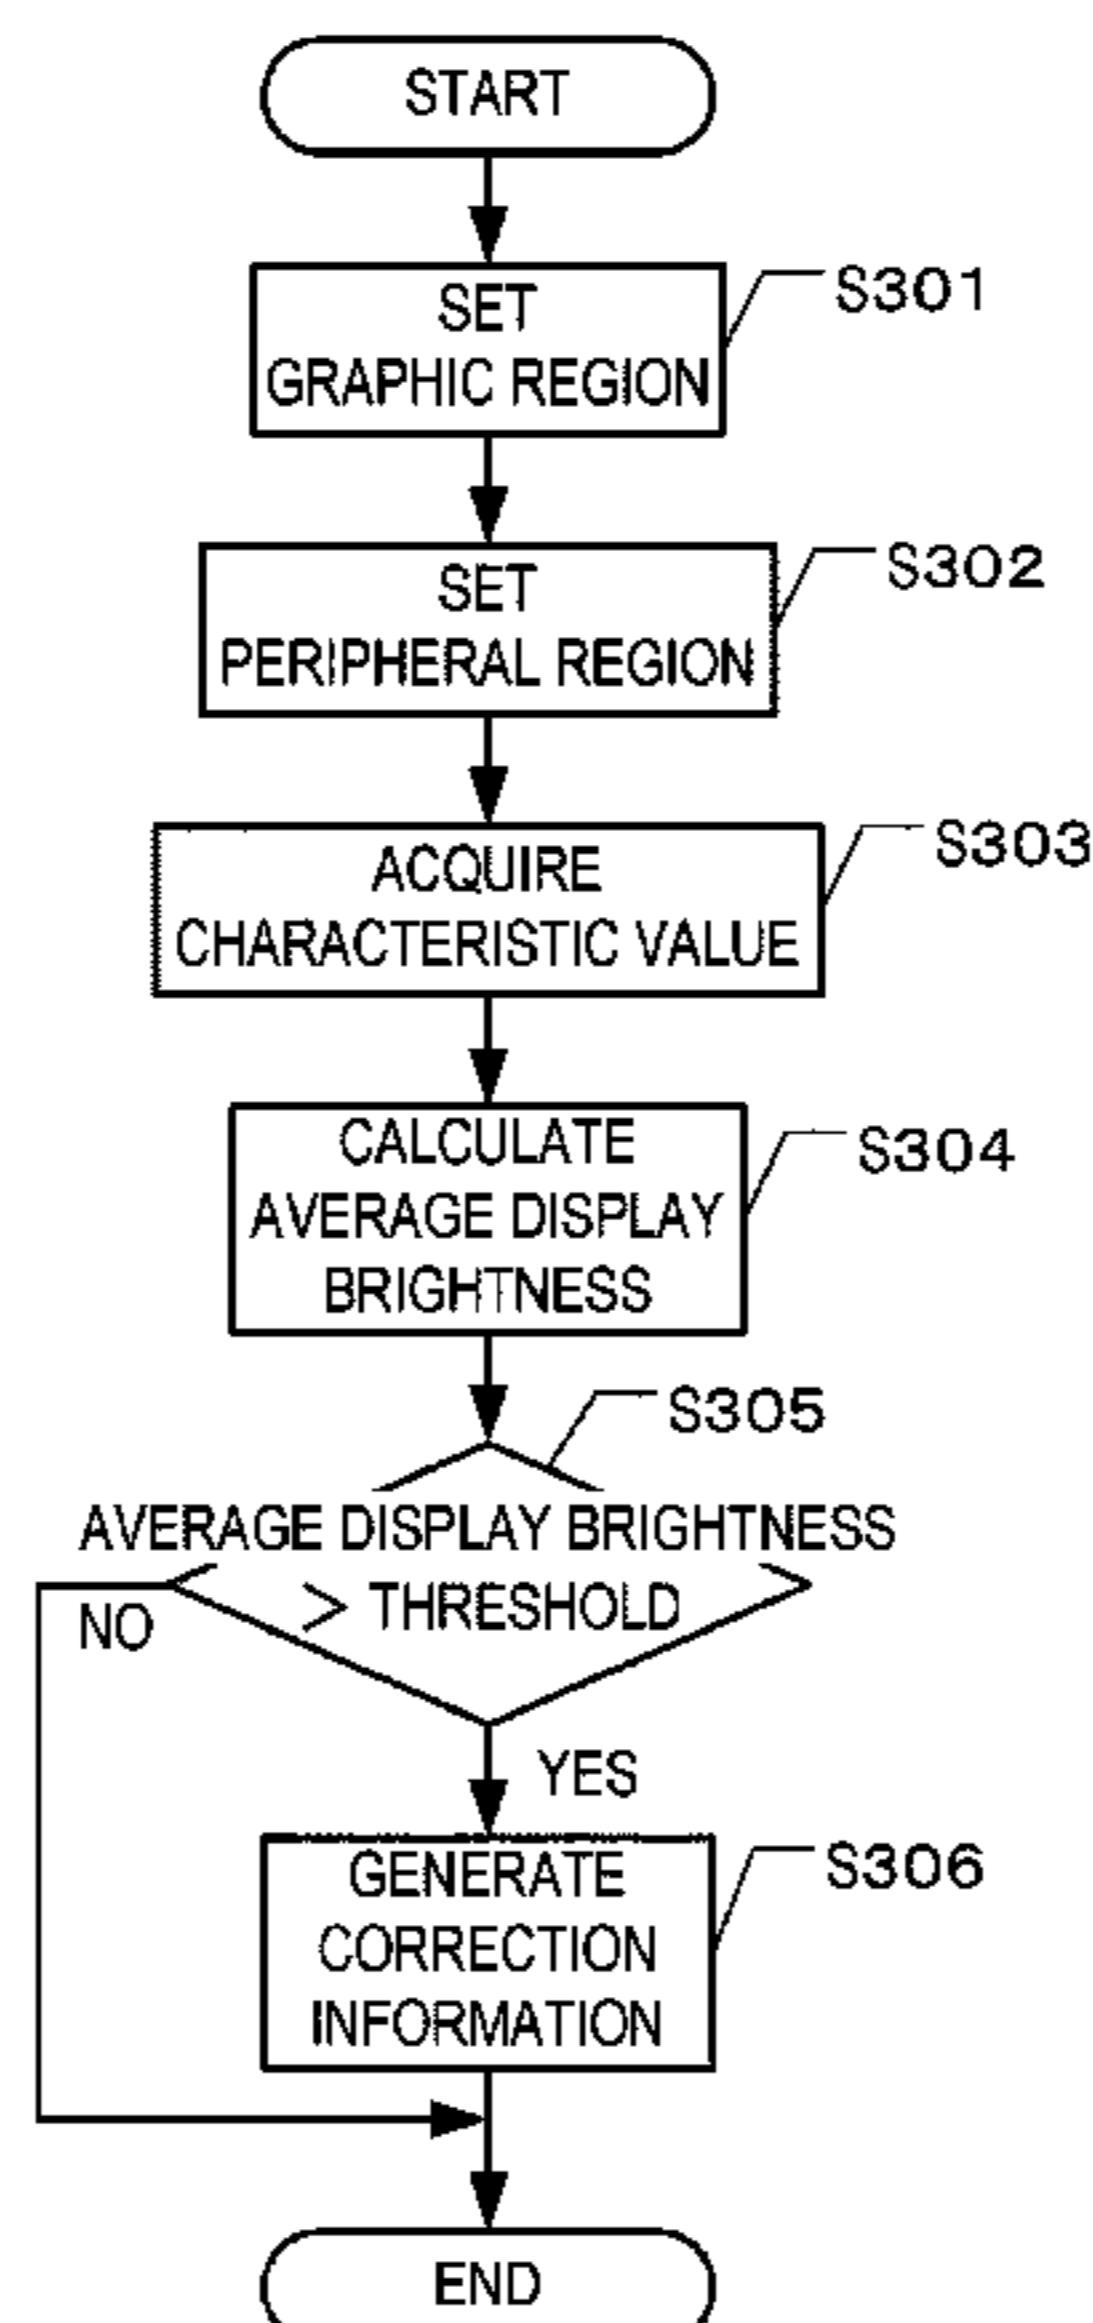 START
SET
GRAPHIC REGION
S301
SET
PERIPHERAL REGION
S302
ACQUIRE
CHARACTERISTIC VALUE
S303
CALCULATE
AVERAGE DISPLAY
BRIGHTNESS
S304
S305
AVERAGE DISPLAY BRIGHTNESS
> THRESHOLD
NO
YES
GENERATE
CORRECTION
INFORMATION
S306
END